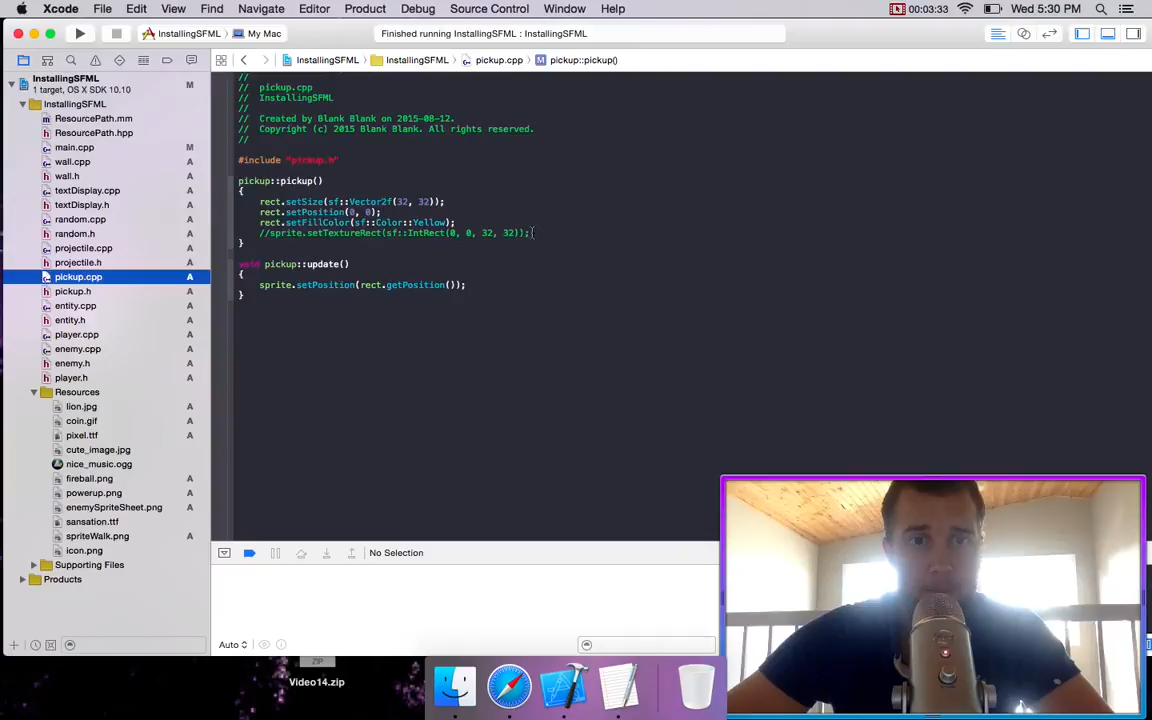 Xcode File Edit View Find Navigate Editor Product Debug Source Control Window Help 00:03:33 Wed 5:30 PM
InstallingSFML My Mac Finished running InstallingSFML : InstallingSFML
InstallingSFML InstallingSFML pickup.cpp M pickup::pickup()
InstallingSFML M
1 target, OS X SDK 10.10
InstallingSFML
ResourcePath.mm
ResourcePath.hpp
main.cpp M
wall.cpp A
wall.h A
textDisplay.cpp A
textDisplay.h A
random.cpp A
random.h A
projectile.cpp A
projectile.h A
pickup.cpp A
pickup.h A
entity.cpp A
entity.h A
player.cpp A
enemy.cpp A
enemy.h A
player.h A
Resources
lion.jpg A
coin.gif A
pixel.ttf A
cute_image.jpg
nice_music.ogg
fireball.png A
powerup.png A
enemySpriteSheet.png A
sansation.ttf
spriteWalk.png A
icon.png
Supporting Files
Products
//
// pickup.cpp
// InstallingSFML
//
// Created by Blank Blank on 2015-08-12.
// Copyright (c) 2015 Blank Blank. All rights reserved.
//
#include "pickup.h"
pickup::pickup()
{
rect.setSize(sf::Vector2f(32, 32));
rect.setPosition(0, 0);
rect.setFillColor(sf::Color::Yellow);
//sprite.setTextureRect(sf::IntRect(0, 0, 32, 32));
}
void pickup::update()
{
sprite.setPosition(rect.getPosition());
}
No Selection
Auto
ZIP
Video14.zip